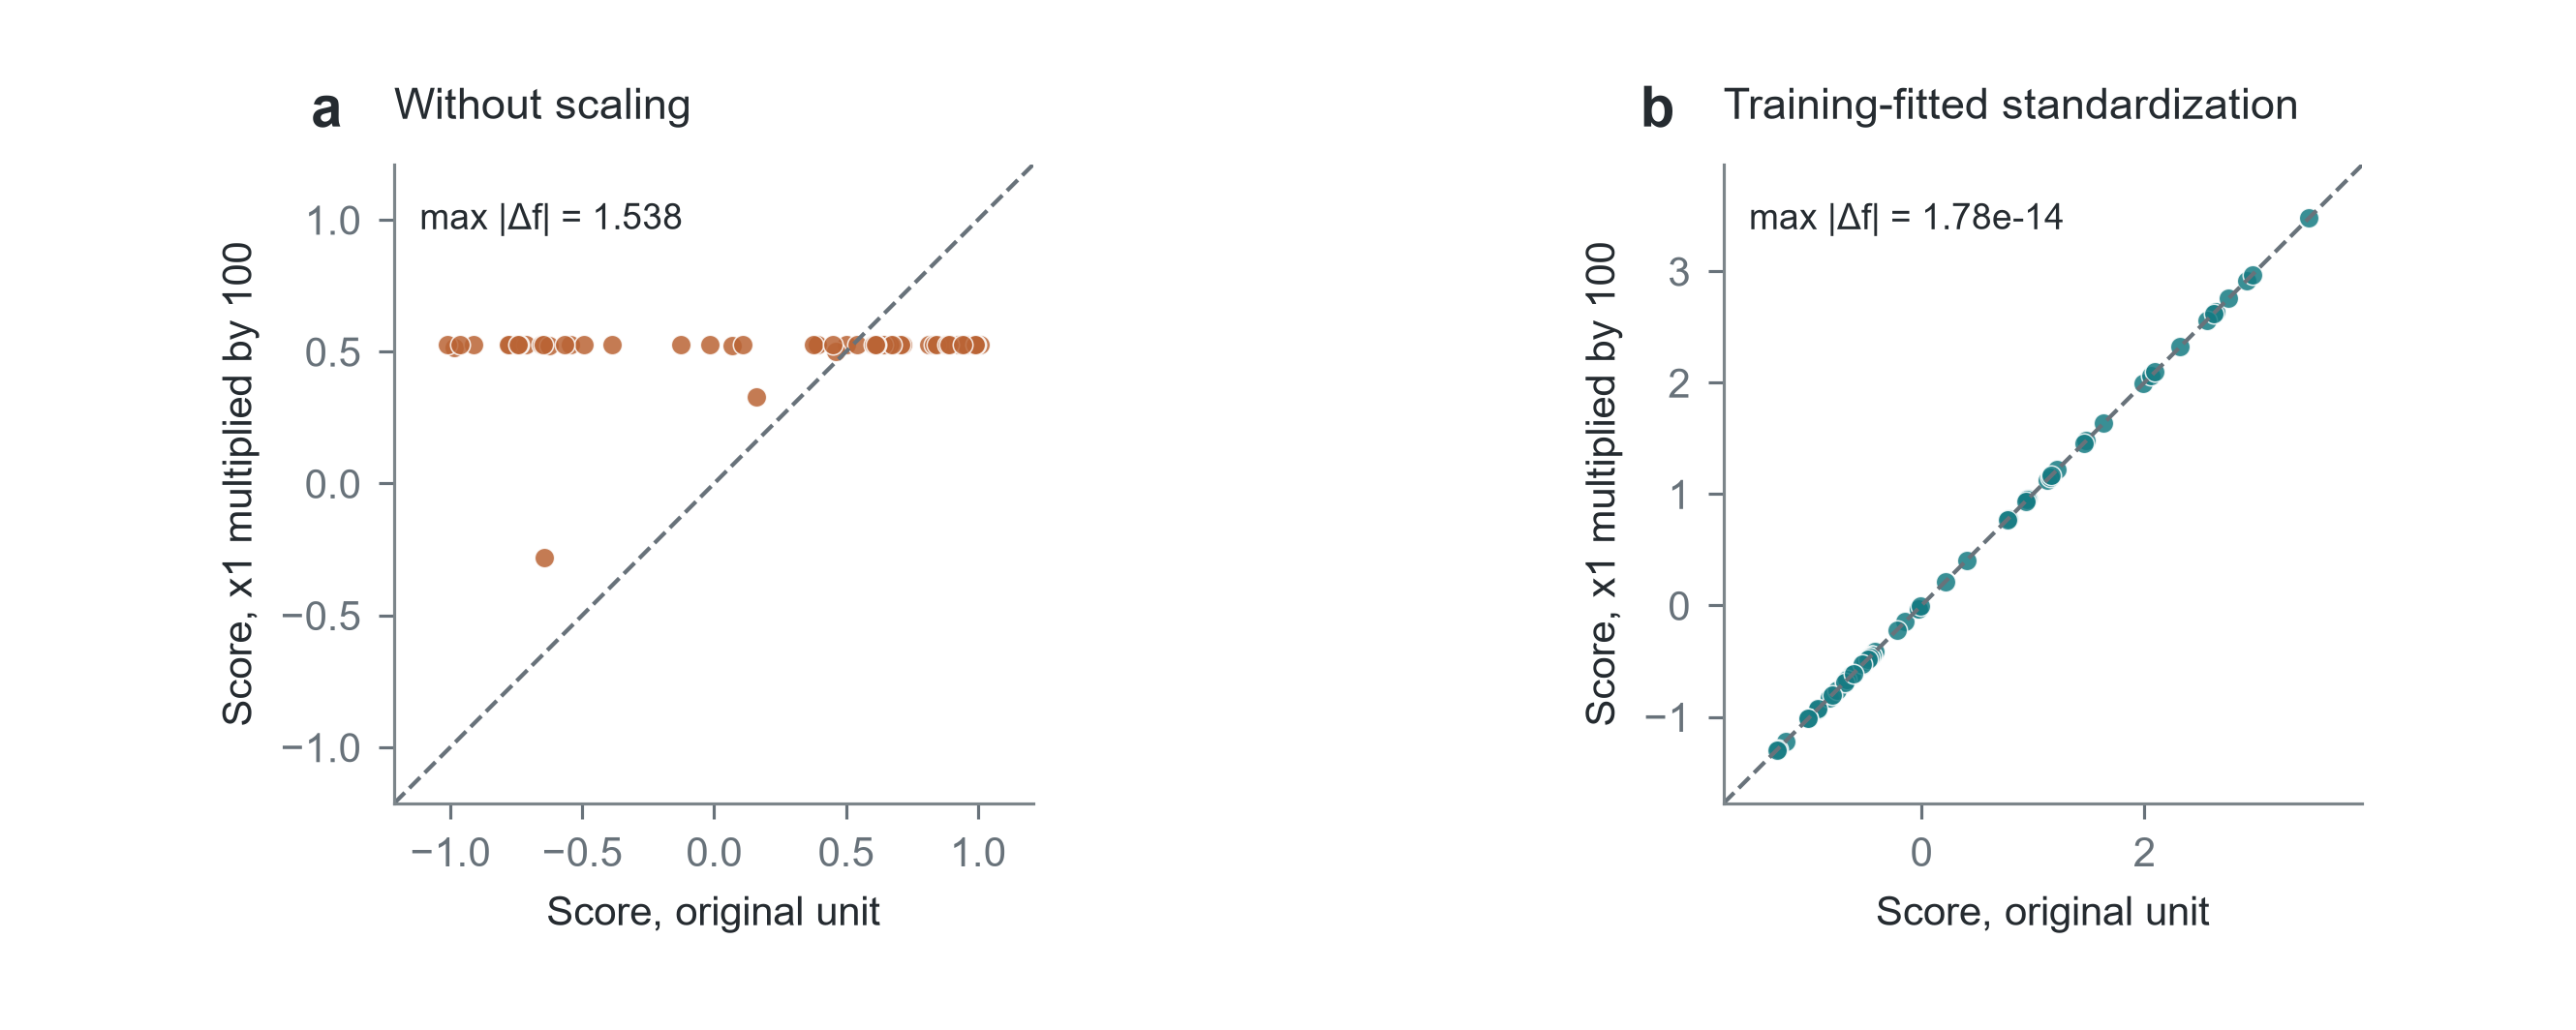 a Without scaling
max |Δf| = 1.538
Score, x1 multiplied by 100
1.0
0.5
0.0
−0.5
−1.0
−1.0 −0.5 0.0 0.5 1.0
Score, original unit
b Training-fitted standardization
max |Δf| = 1.78e-14
Score, x1 multiplied by 100
3
2
1
0
−1
0 2
Score, original unit